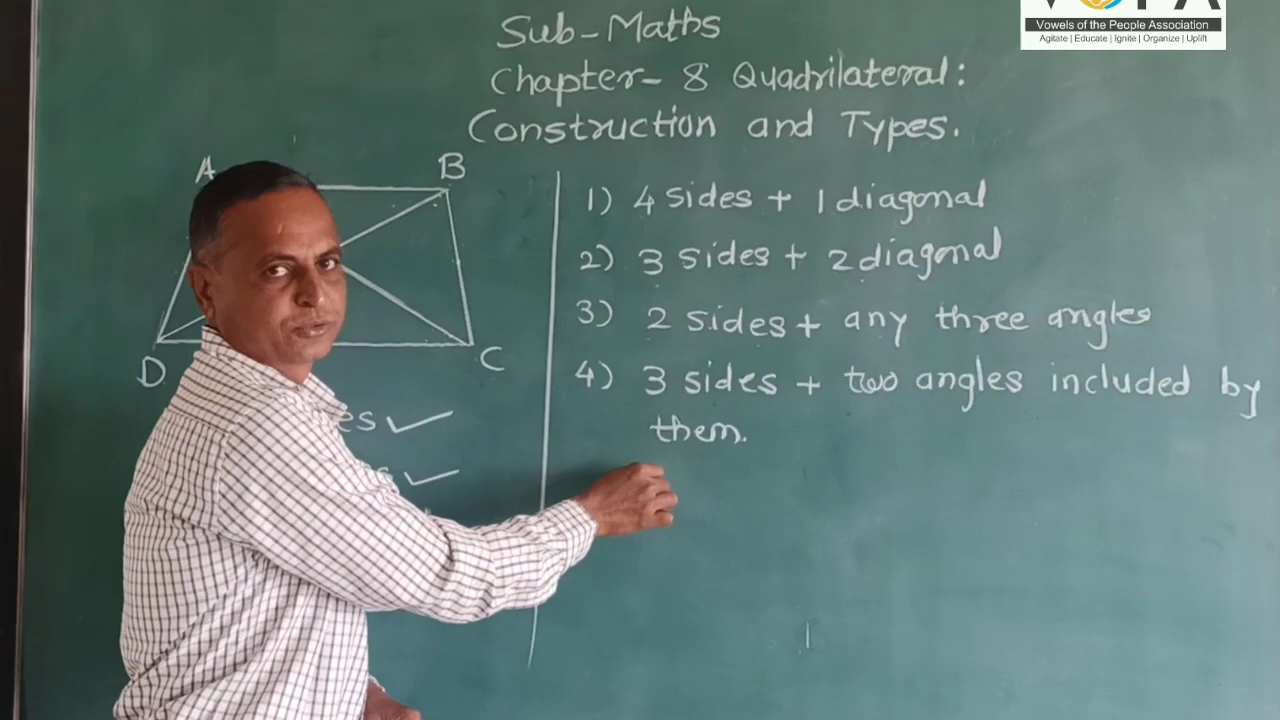 Sub-Maths
Chapter- 8 Quadrilateral:
Construction and Types.
A
B
D
C
1) 4 sides + 1 diagonal
2) 3 sides + 2 diagonal
3) 2 sides + any three angles
4) 3 sides + two angles included by
them.
Vowels of the People Association
Agitate | Educate | Ignite | Organize | Uplift